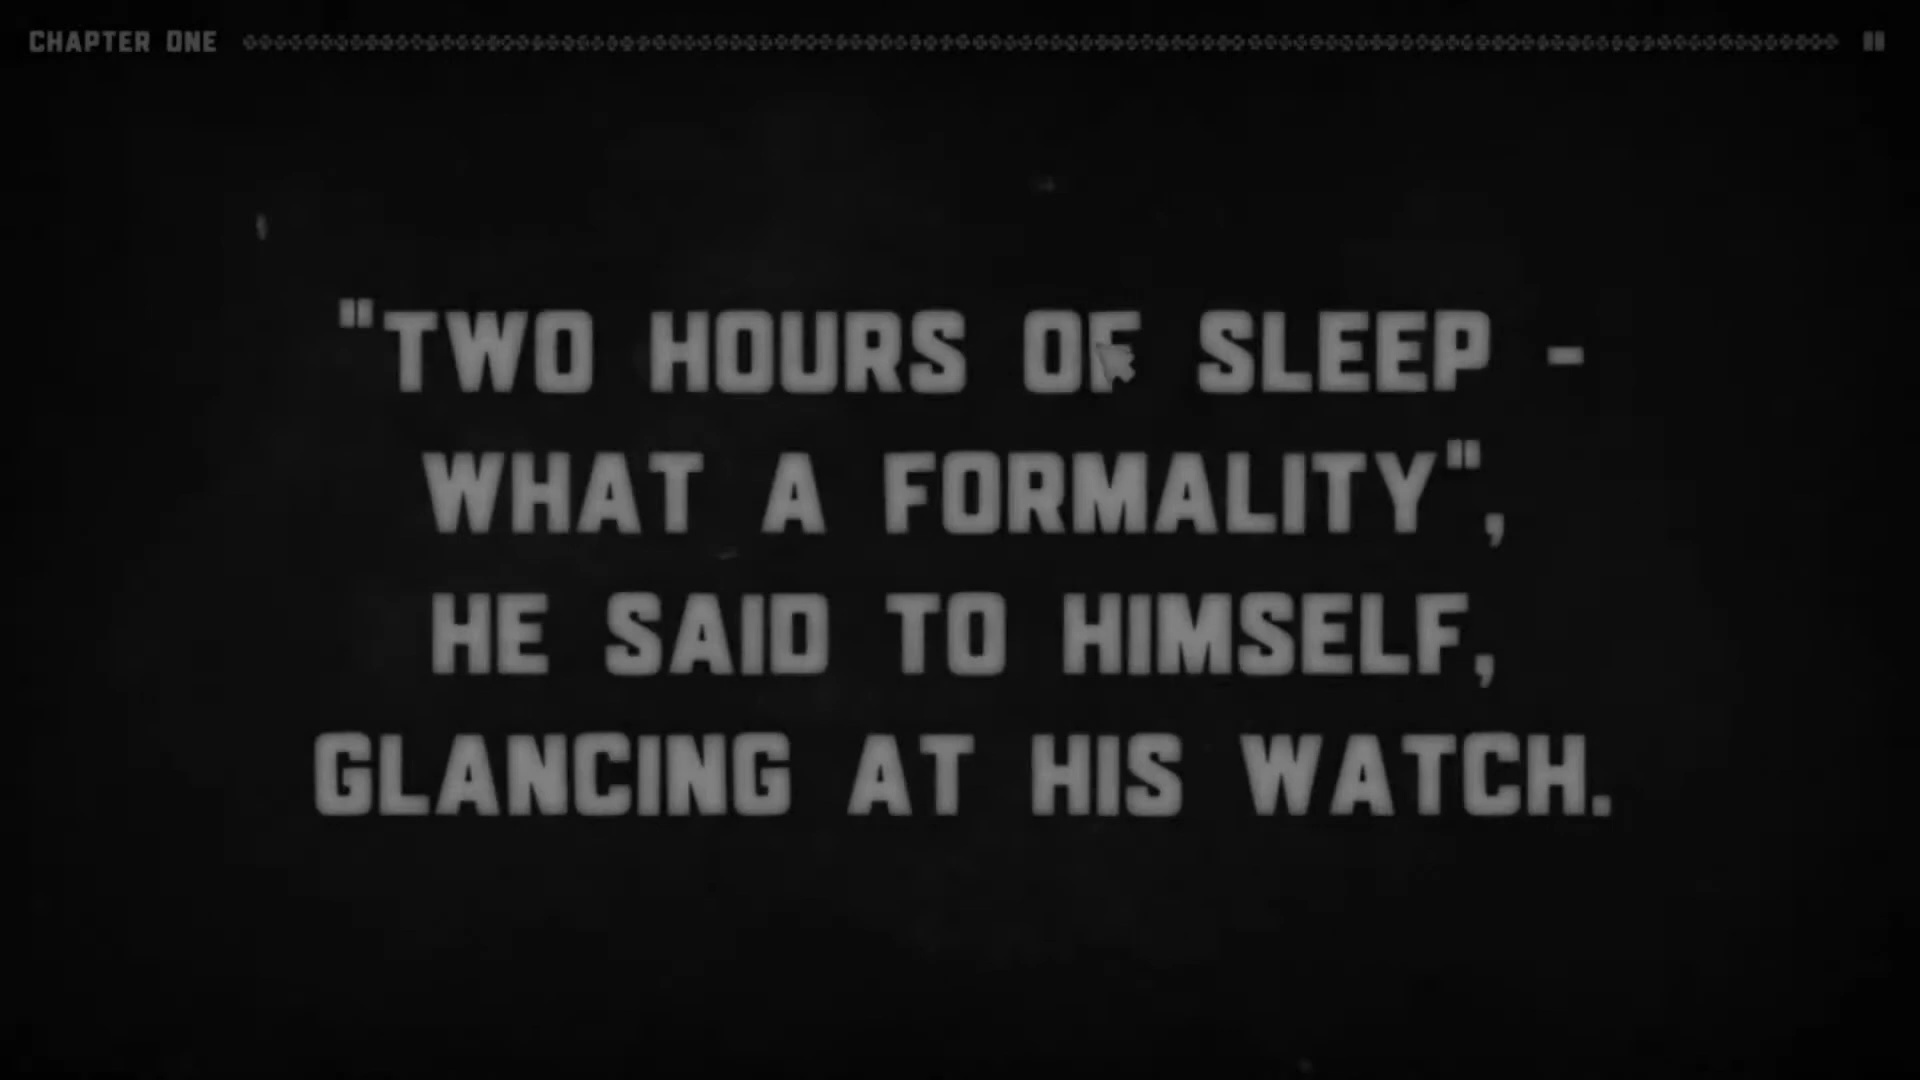 CHAPTER ONE
"TWO HOURS OF SLEEP -
WHAT A FORMALITY",
HE SAID TO HIMSELF,
GLANCING AT HIS WATCH.